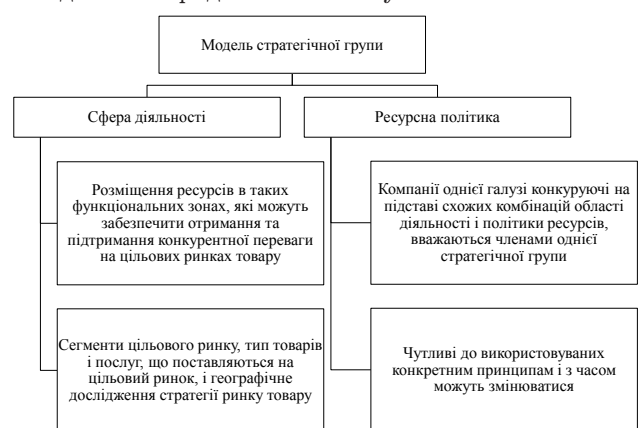 Модель стратегічної групи
Сфера діяльності
Ресурсна політика
Розміщення ресурсів в таких
функціональних зонах, які можуть
забезпечити отримання та
підтримання конкурентної переваги
на цільових ринках товару
Компанії однієї галузі конкуруючі на
підставі схожих комбінацій області
діяльності і політики ресурсів,
вважаються членами однієї
стратегічної групи
Сегменти цільового ринку, тип товарів
і послуг, що поставляються на
цільовий ринок, і географічне
дослідження стратегії ринку товару
Чутливі до використовуваних
конкретним принципам і з часом
можуть змінюватися